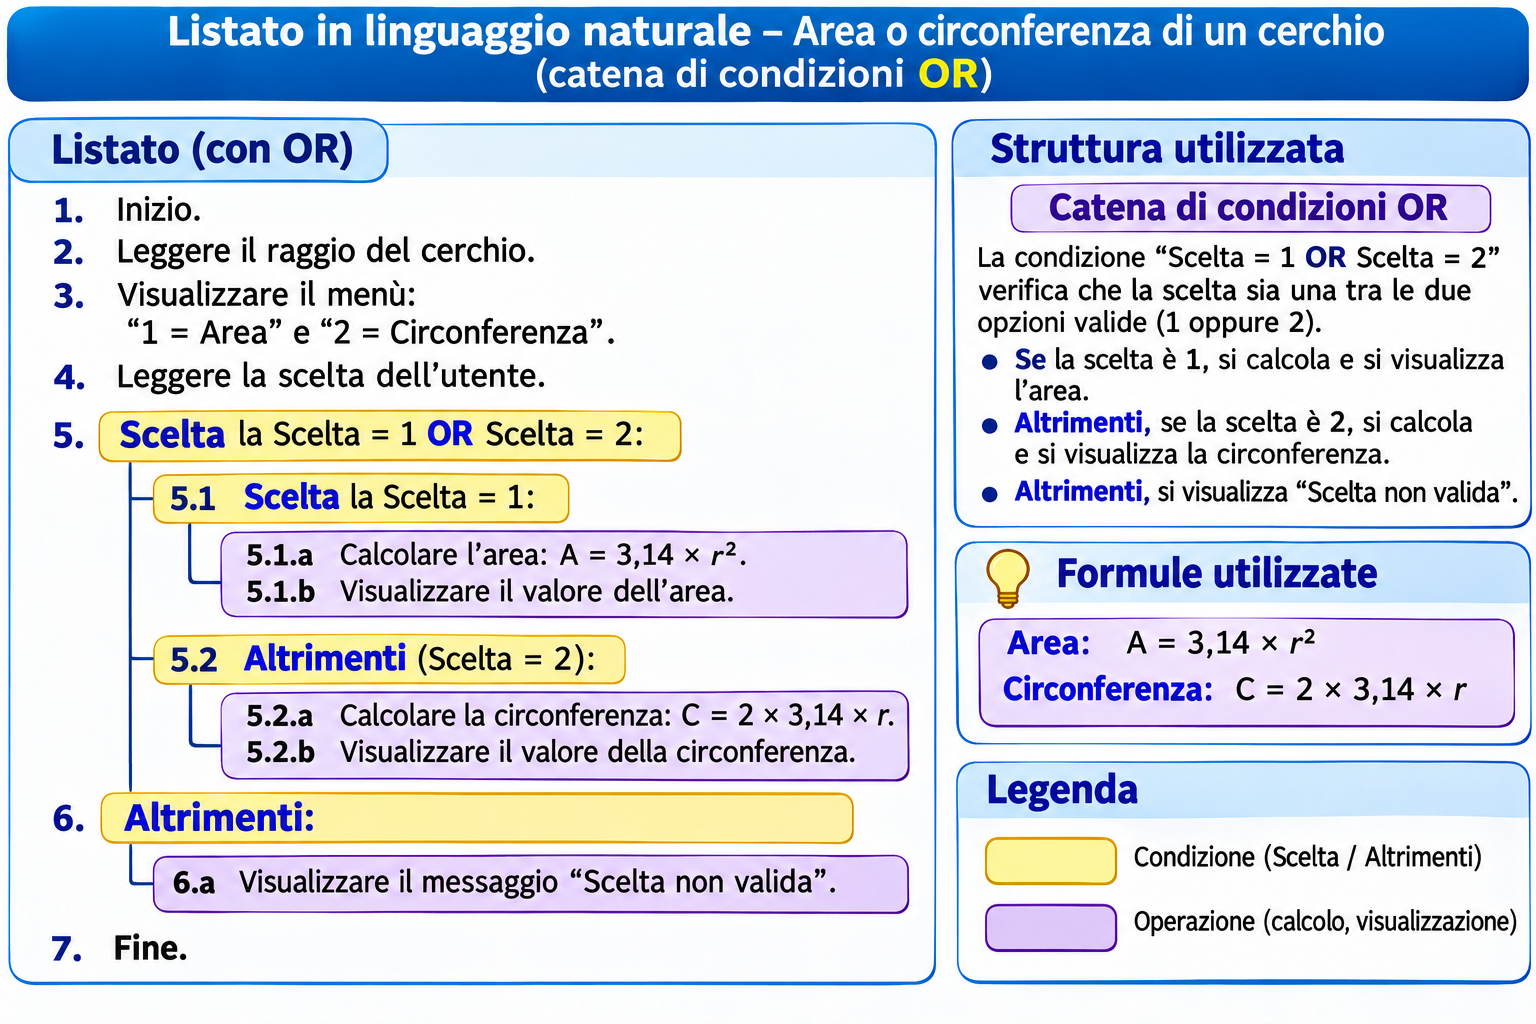 Listato in linguaggio naturale – Area o circonferenza di un cerchio
(catena di condizioni OR)
Listato (con OR)
1. Inizio.
2. Leggere il raggio del cerchio.
3. Visualizzare il menù:
“1 = Area” e “2 = Circonferenza”.
4. Leggere la scelta dell’utente.
5. Scelta la Scelta = 1 OR Scelta = 2:
5.1 Scelta la Scelta = 1:
5.1.a Calcolare l’area: A = 3,14 × r².
5.1.b Visualizzare il valore dell’area.
5.2 Altrimenti (Scelta = 2):
5.2.a Calcolare la circonferenza: C = 2 × 3,14 × r.
5.2.b Visualizzare il valore della circonferenza.
6. Altrimenti:
6.a Visualizzare il messaggio “Scelta non valida”.
7. Fine.
Struttura utilizzata
Catena di condizioni OR
La condizione “Scelta = 1 OR Scelta = 2”
verifica che la scelta sia una tra le due
opzioni valide (1 oppure 2).
● Se la scelta è 1, si calcola e si visualizza
l’area.
● Altrimenti, se la scelta è 2, si calcola
e si visualizza la circonferenza.
● Altrimenti, si visualizza “Scelta non valida”.
Formule utilizzate
Area: A = 3,14 × r²
Circonferenza: C = 2 × 3,14 × r
Legenda
Condizione (Scelta / Altrimenti)
Operazione (calcolo, visualizzazione)